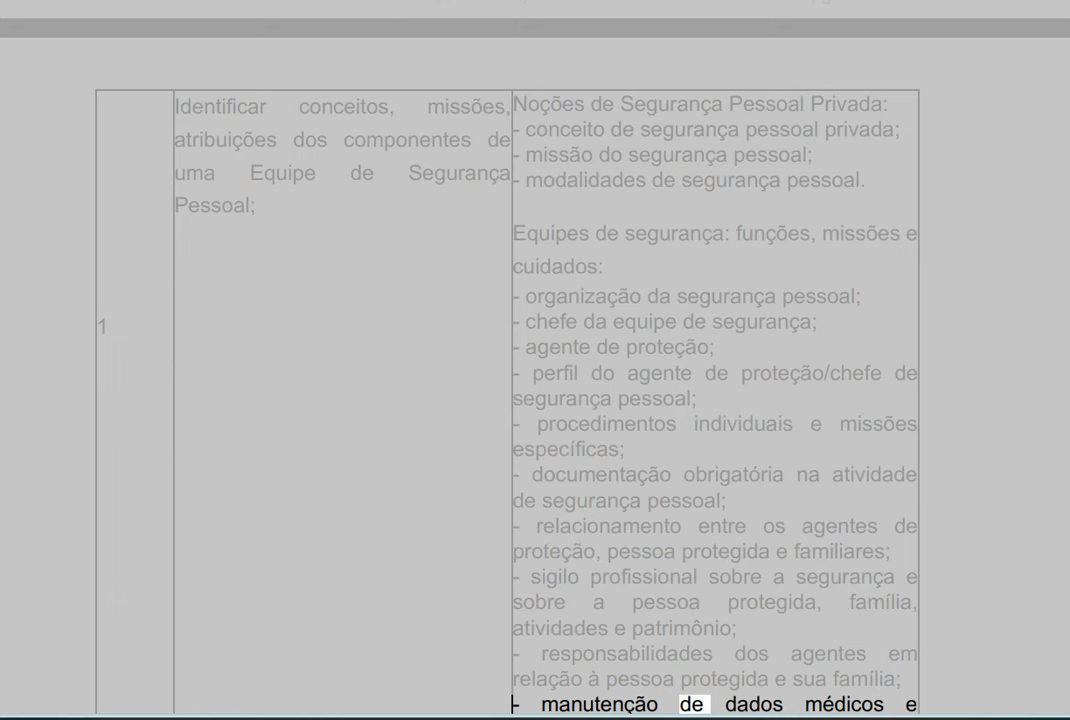 Identificar conceitos, missões,
atribuições dos componentes de
uma Equipe de Segurança
Pessoal;
1
Noções de Segurança Pessoal Privada:
- conceito de segurança pessoal privada;
- missão do segurança pessoal;
- modalidades de segurança pessoal.
Equipes de segurança: funções, missões e
cuidados:
- organização da segurança pessoal;
- chefe da equipe de segurança;
- agente de proteção;
- perfil do agente de proteção/chefe de
segurança pessoal;
- procedimentos individuais e missões
específicas;
- documentação obrigatória na atividade
de segurança pessoal;
- relacionamento entre os agentes de
proteção, pessoa protegida e familiares;
- sigilo profissional sobre a segurança e
sobre a pessoa protegida, família,
atividades e patrimônio;
- responsabilidades dos agentes em
relação à pessoa protegida e sua família;
- manutenção de dados médicos e